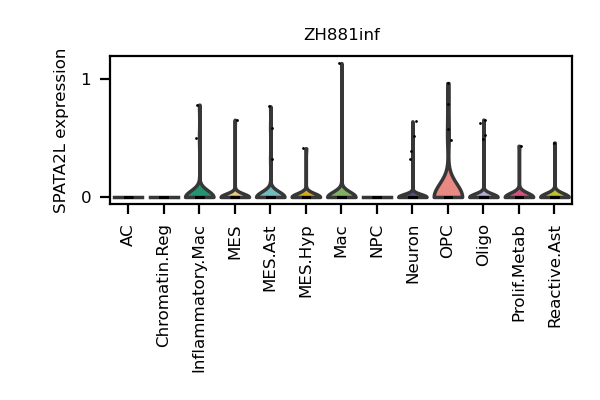 ZH881inf
SPATA2L expression
1
0
AC
Chromatin.Reg
Inflammatory.Mac
MES
MES.Ast
MES.Hyp
Mac
NPC
Neuron
OPC
Oligo
Prolif.Metab
Reactive.Ast